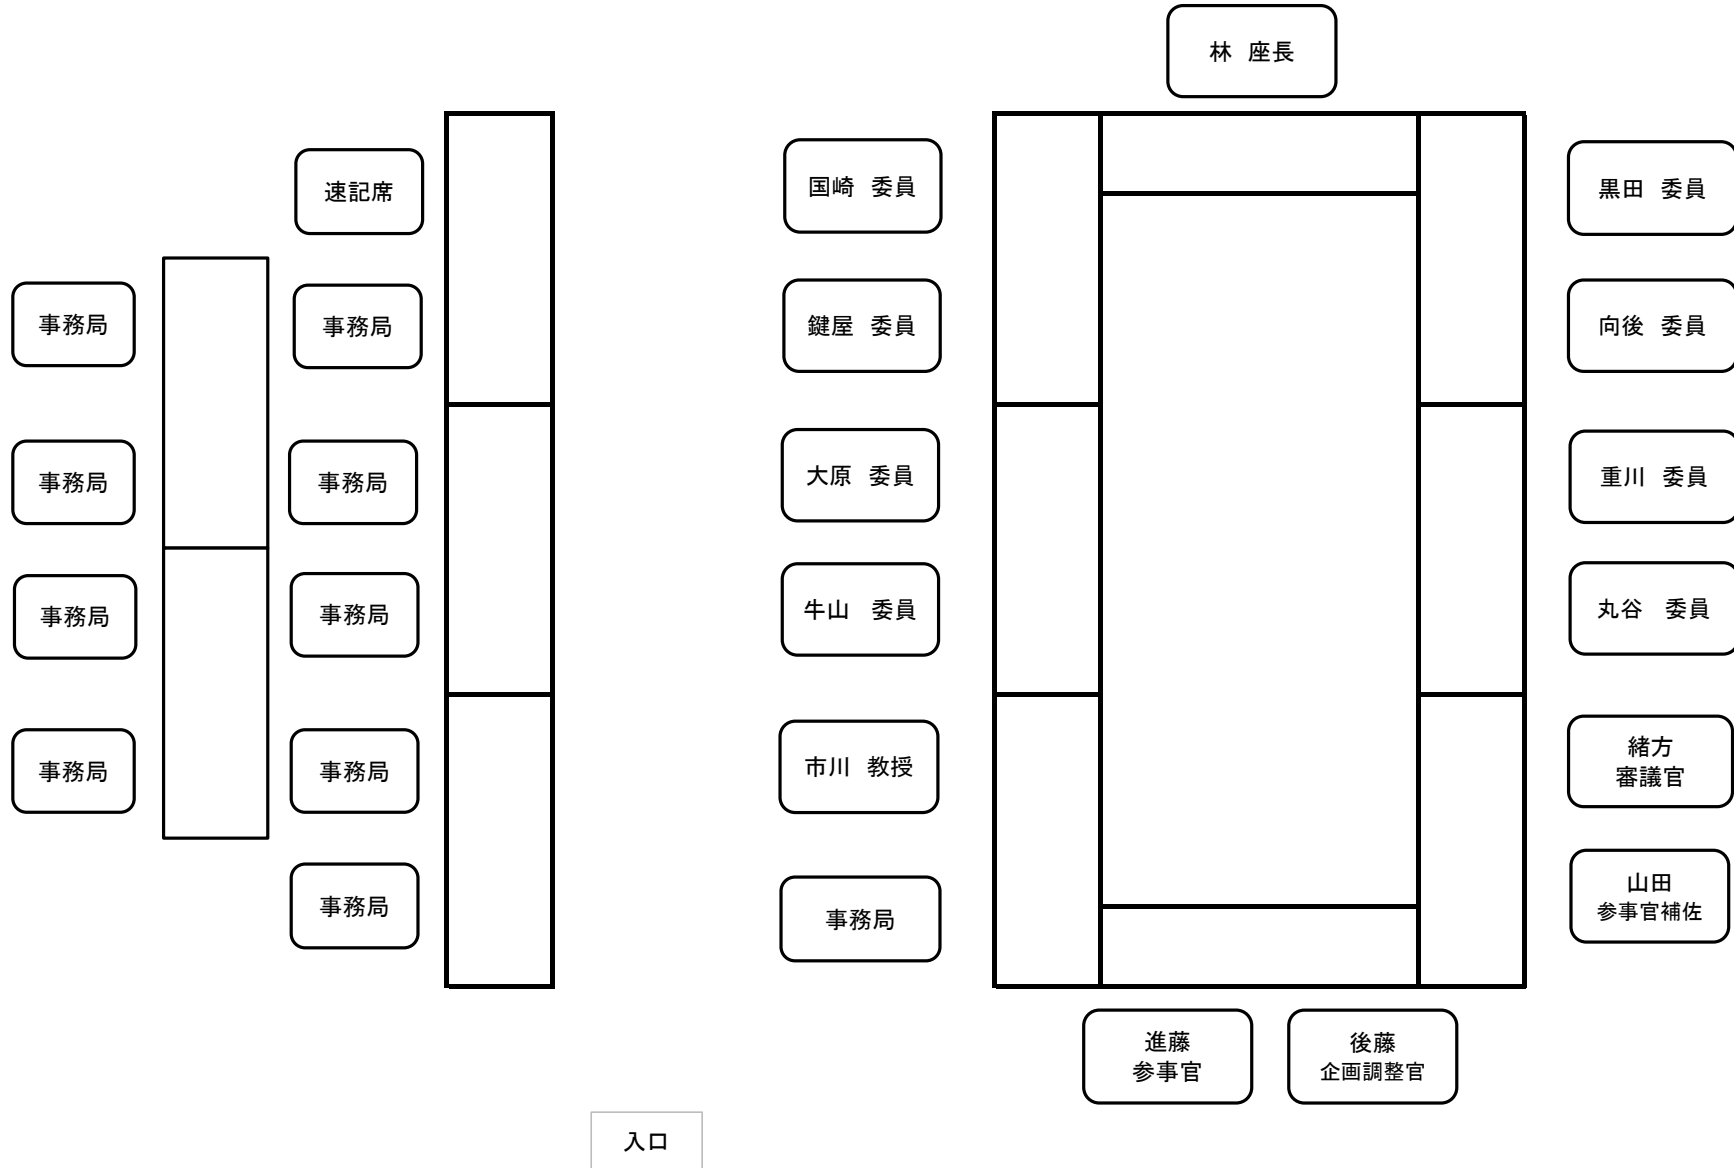 林 座長
速記席
国崎 委員
黒田 委員
事務局
事務局
鍵屋 委員
向後 委員
事務局
事務局
大原 委員
重川 委員
事務局
事務局
牛山 委員
丸谷 委員
事務局
事務局
市川 教授
緒方
審議官
事務局
事務局
山田
参事官補佐
進藤
参事官
後藤
企画調整官
入口